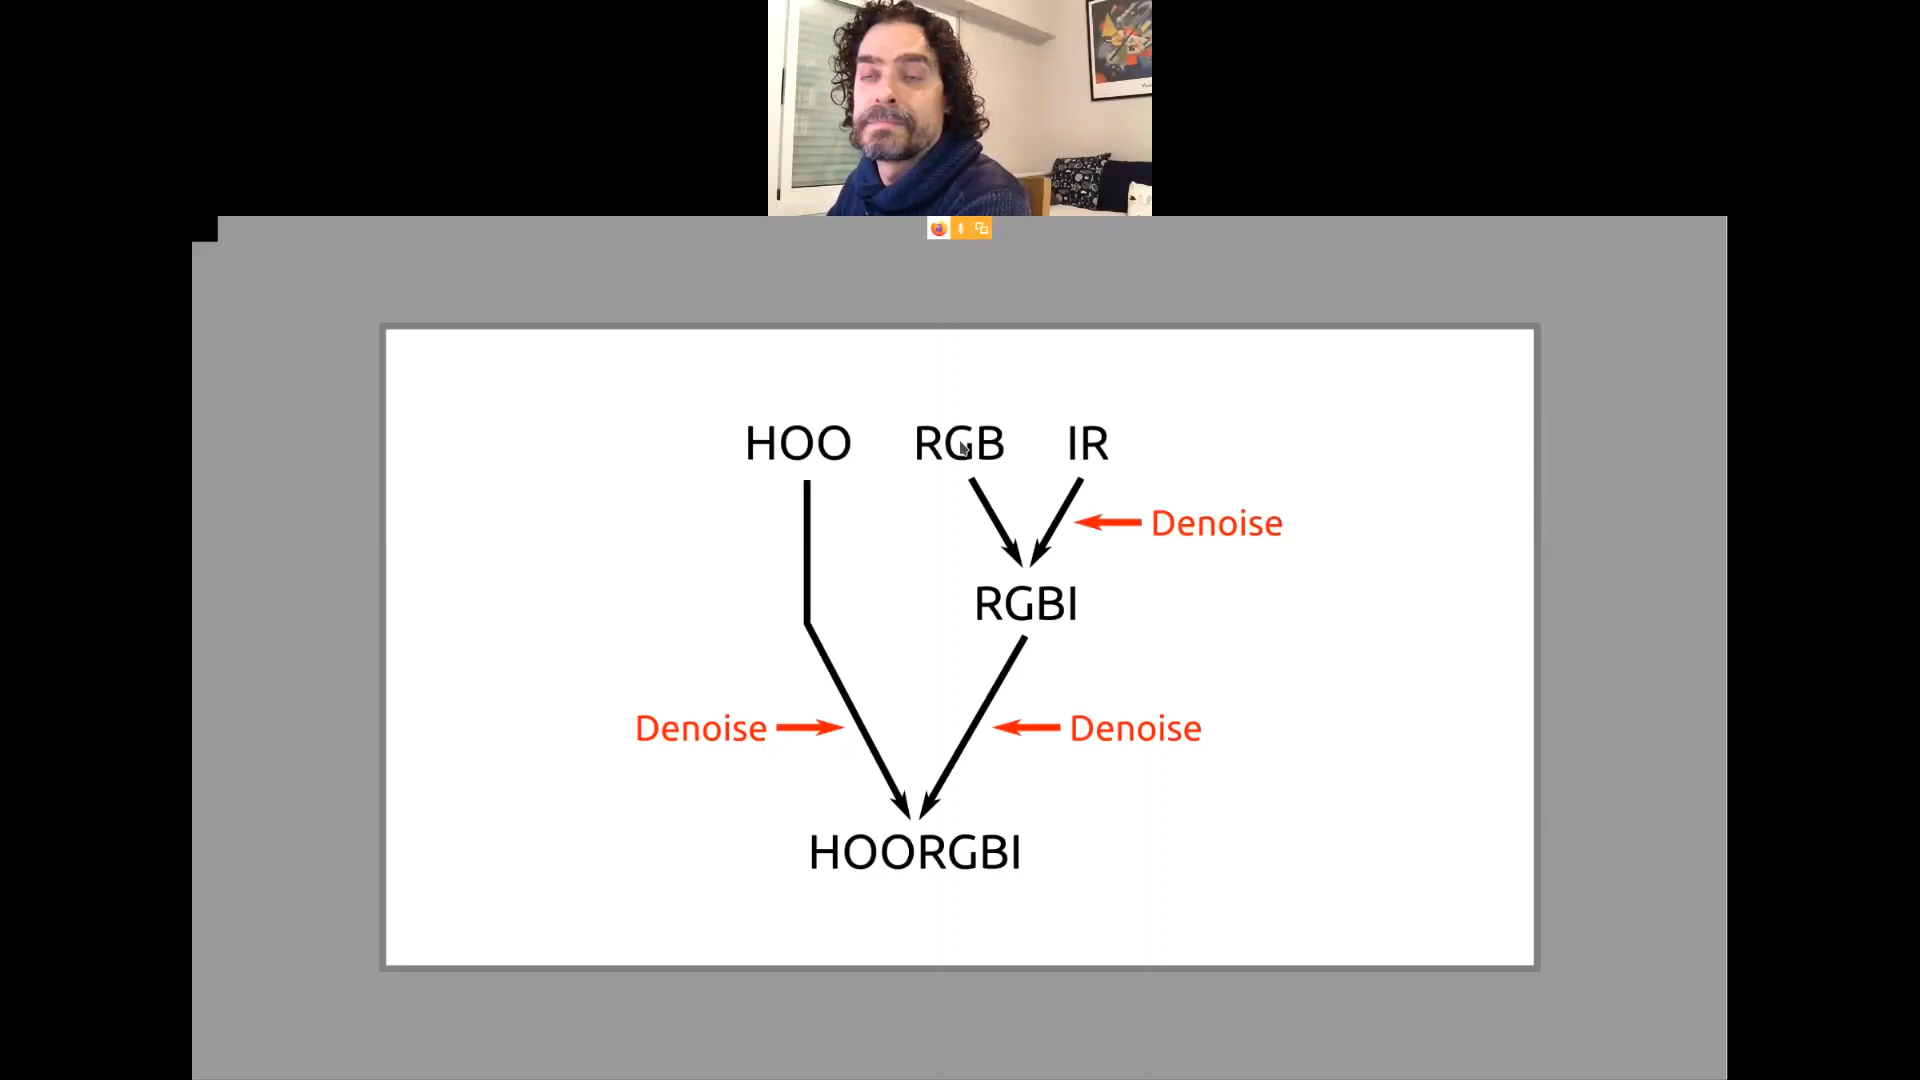 HOO RGB IR
Denoise
RGBI
Denoise Denoise
HOORGBI